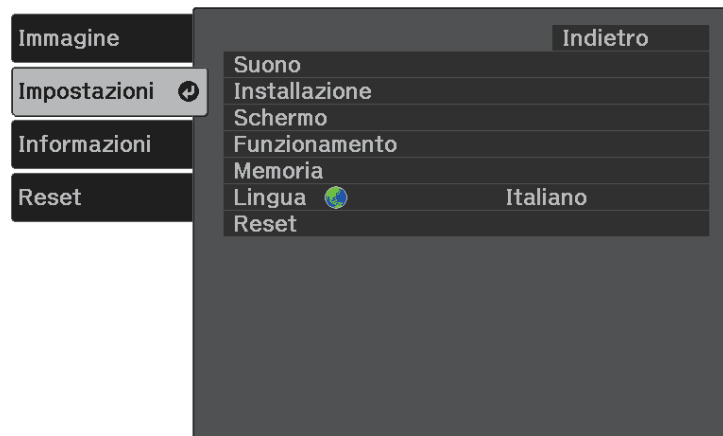 Immagine
Impostazioni
Informazioni
Reset
Indietro
Suono
Installazione
Schermo
Funzionamento
Memoria
Lingua Italiano
Reset